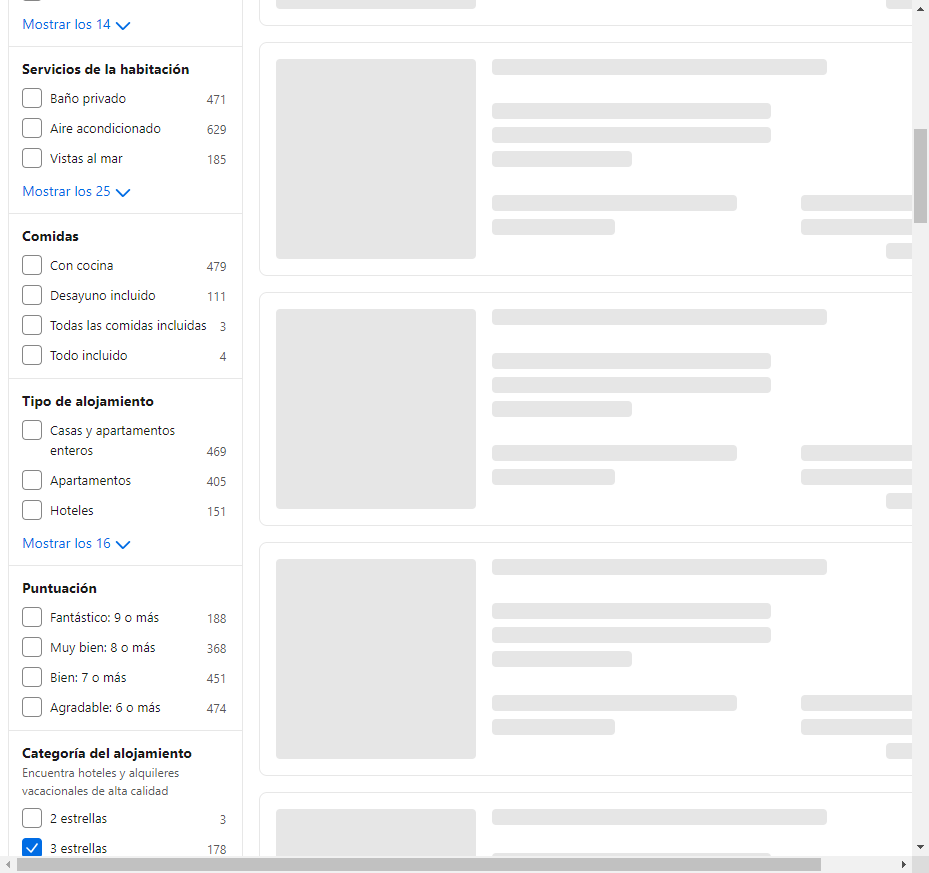 Mostrar los 14
Servicios de la habitación
Baño privado 471
Aire acondicionado 629
Vistas al mar 185
Mostrar los 25
Comidas
Con cocina 479
Desayuno incluido 111
Todas las comidas incluidas 3
Todo incluido 4
Tipo de alojamiento
Casas y apartamentos
enteros 469
Apartamentos 405
Hoteles 151
Mostrar los 16
Puntuación
Fantástico: 9 o más 188
Muy bien: 8 o más 368
Bien: 7 o más 451
Agradable: 6 o más 474
Categoría del alojamiento
Encuentra hoteles y alquileres
vacacionales de alta calidad
2 estrellas 3
3 estrellas 178